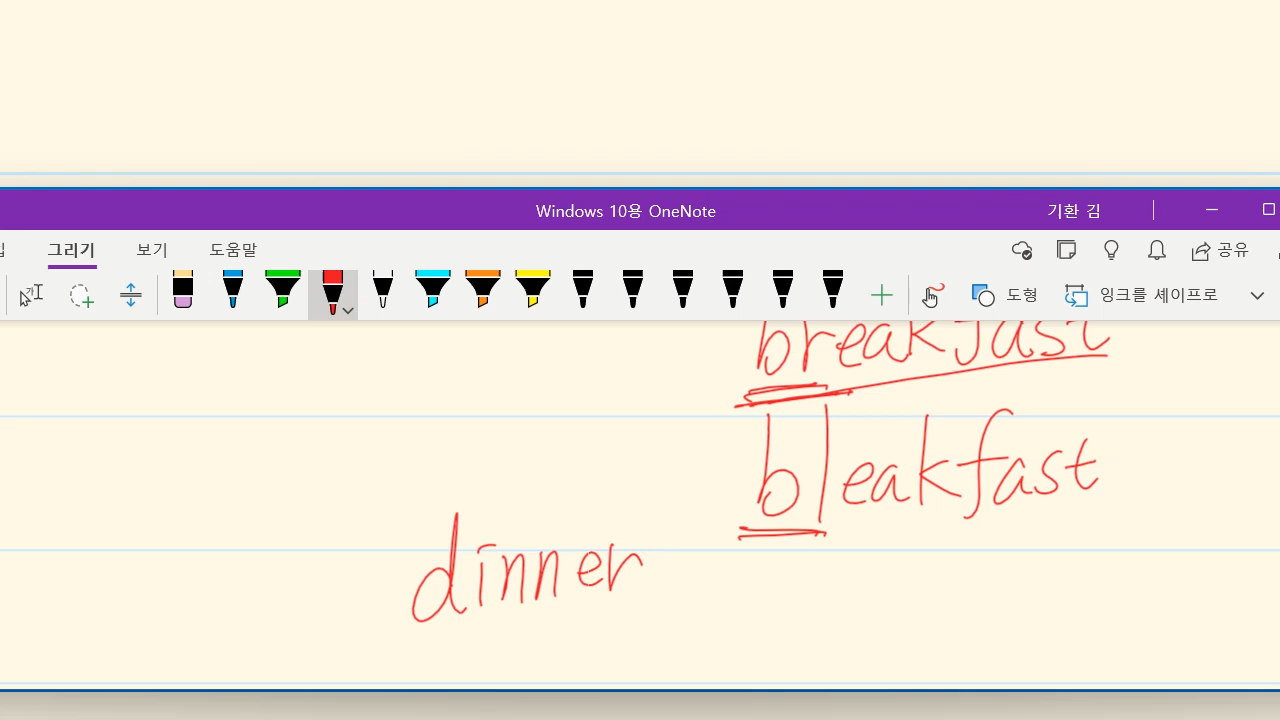 Windows 10용 OneNote
기환 김
그리기 보기 도움말
공유
도형
잉크를 셰이프로
breakfast
bleakfast
dinner